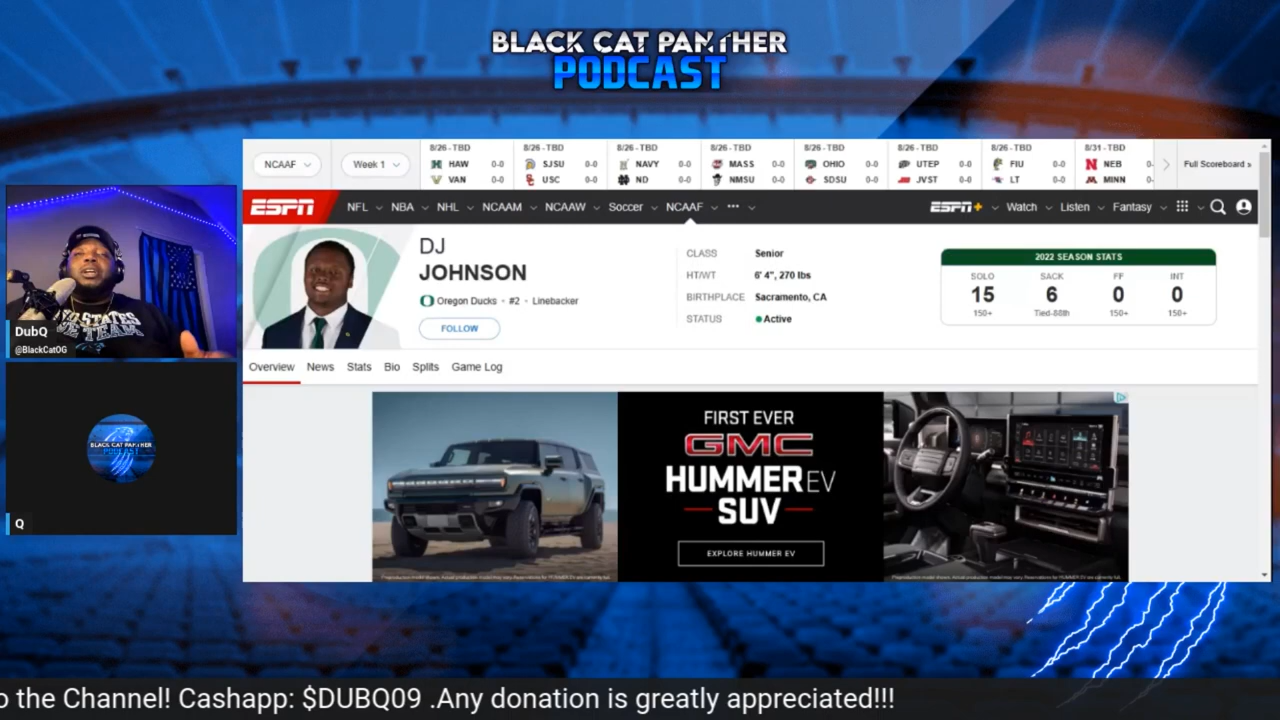 BLACK CAT PANTHER
PODCAST
NCAAF
Week 1
8/26 - TBD
HAW 0-0
VAN 0-0
8/26 - TBD
SJSU 0-0
USC 0-0
8/26 - TBD
NAVY 0-0
ND 0-0
8/26 - TBD
MASS 0-0
NMSU 0-0
8/26 - TBD
OHIO 0-0
SDSU 0-0
8/26 - TBD
UTEP 0-0
JVST 0-0
8/26 - TBD
FIU 0-0
LT 0-0
8/31 - TBD
NEB 0-
MINN 0-
Full Scoreboard »
ESPN NFL NBA NHL NCAAM NCAAW Soccer NCAAF ••• ESPN+ Watch Listen Fantasy
DJ
JOHNSON
Oregon Ducks • #2 • Linebacker
FOLLOW
CLASS Senior
HT/WT 6' 4", 270 lbs
BIRTHPLACE Sacramento, CA
STATUS Active
2022 SEASON STATS
SOLO SACK FF INT
15 6 0 0
150+ Tied-88th 150+ 150+
Overview News Stats Bio Splits Game Log
FIRST EVER
GMC
HUMMER EV
SUV
EXPLORE HUMMER EV
DubQ
@BlackCatOG
BLACK CAT PANTHER
PODCAST
Q
o the Channel! Cashapp: $DUBQ09 .Any donation is greatly appreciated!!!